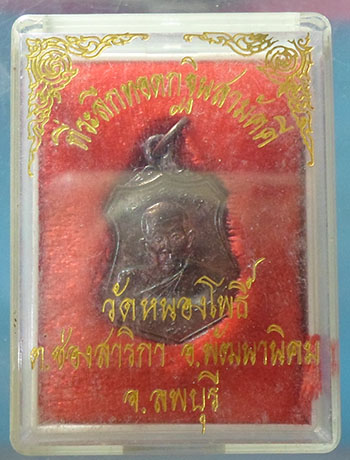 ที่ระลึกทอดกฐินสามัคคี
วัดหนองโพธิ์
ต.ช่องสาริกา อ.พัฒนานิคม
จ.ลพบุรี